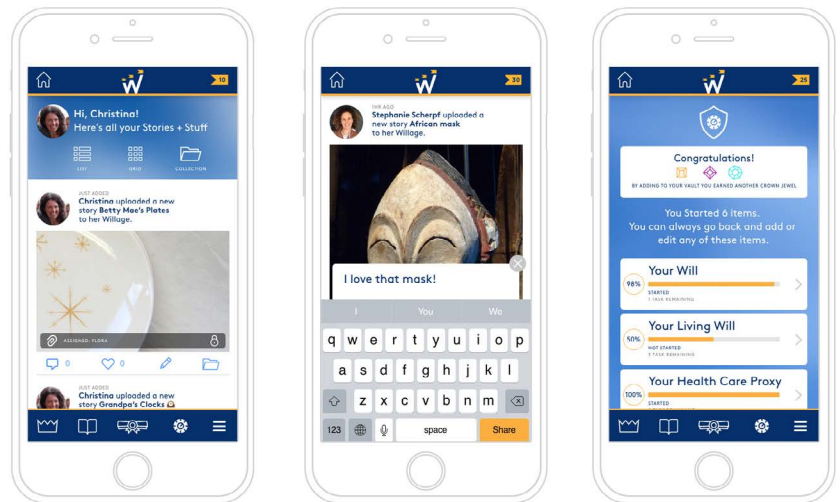 10
Hi, Christina!
Here's all your Stories + Stuff
LIST
GRID
COLLECTION
JUST ADDED
Christina uploaded a new
story Betty Mae's Plates
to her Willage.
ASSIGNED: FLORA
0
0
JUST ADDED
Christina uploaded a new
story Grandpa's Clocks
30
1HR AGO
Stephanie Scherpf uploaded a
new story African mask
to her Willage.
I love that mask!
I You We
q w e r t y u i o p
a s d f g h j k l
z x c v b n m
123 space Share
25
Congratulations!
BY ADDING TO YOUR VAULT YOU EARNED ANOTHER CROWN JEWEL
You Started 6 items.
You can always go back and add or
edit any of these items.
98%
Your Will
STARTED
1 TASK REMAINING
50%
Your Living Will
NOT STARTED
3 TASK REMAINING
100%
Your Health Care Proxy
STARTED